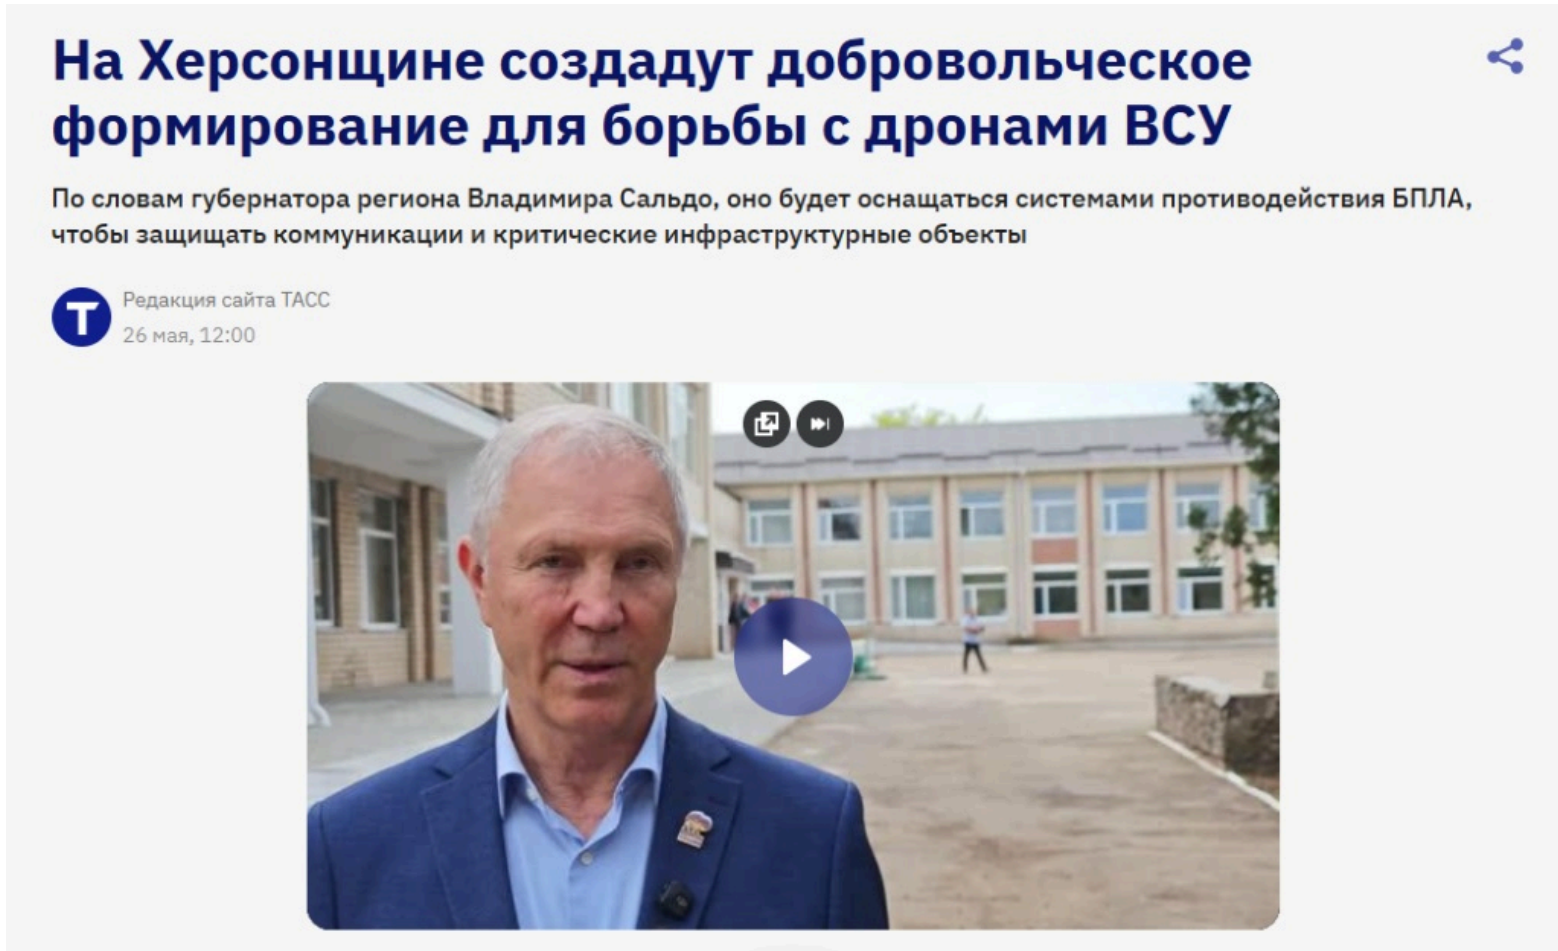 На Херсонщине создадут добровольческое
формирование для борьбы с дронами ВСУ
По словам губернатора региона Владимира Сальдо, оно будет оснащаться системами противодействия БПЛА,
чтобы защищать коммуникации и критические инфраструктурные объекты
Т
Редакция сайта ТАСС
26 мая, 12:00